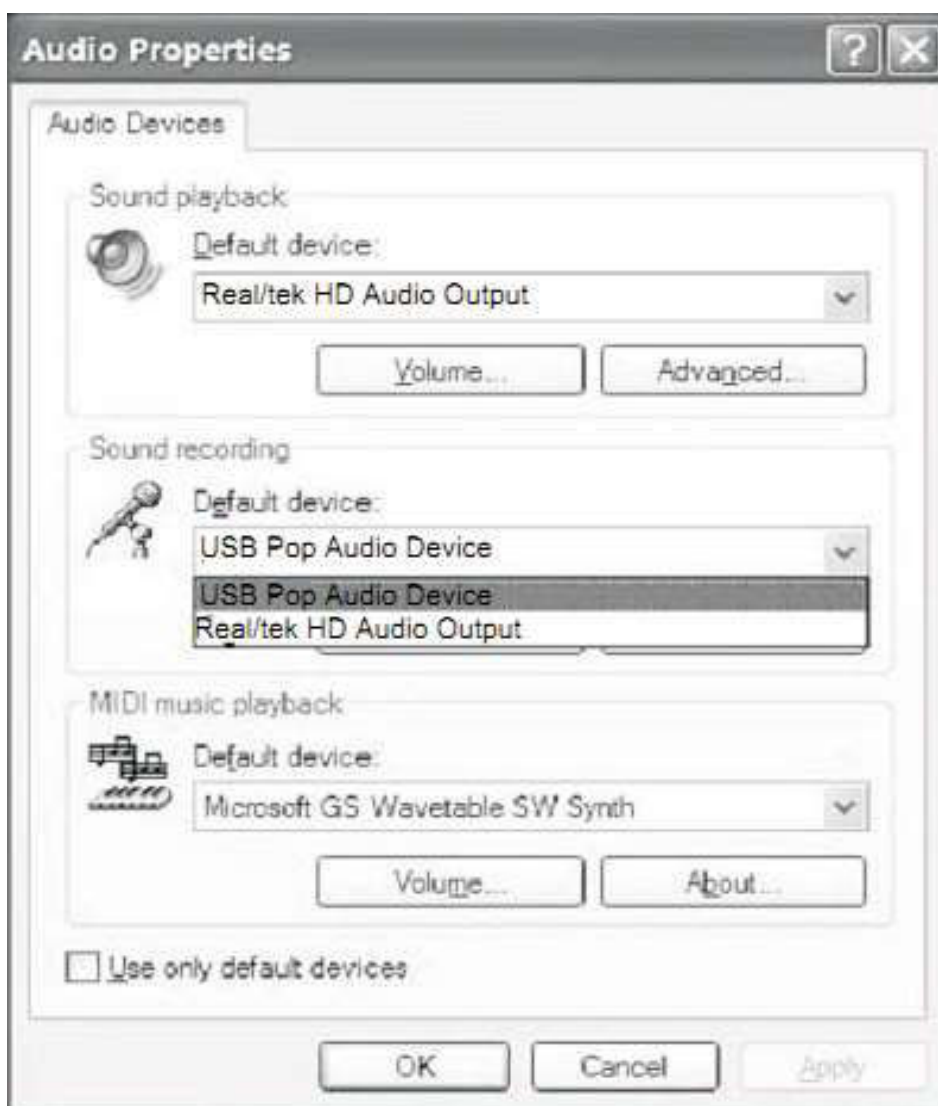 Audio Properties
Audio Devices
Sound playback
Default device:
Real/tek HD Audio Output
Volume... Advanced...
Sound recording
Default device:
USB Pop Audio Device
USB Pop Audio Device
Real/tek HD Audio Output
MIDI music playback
Default device:
Microsoft GS Wavetable SW Synth
Volume... About...
Use only default devices
OK Cancel Apply